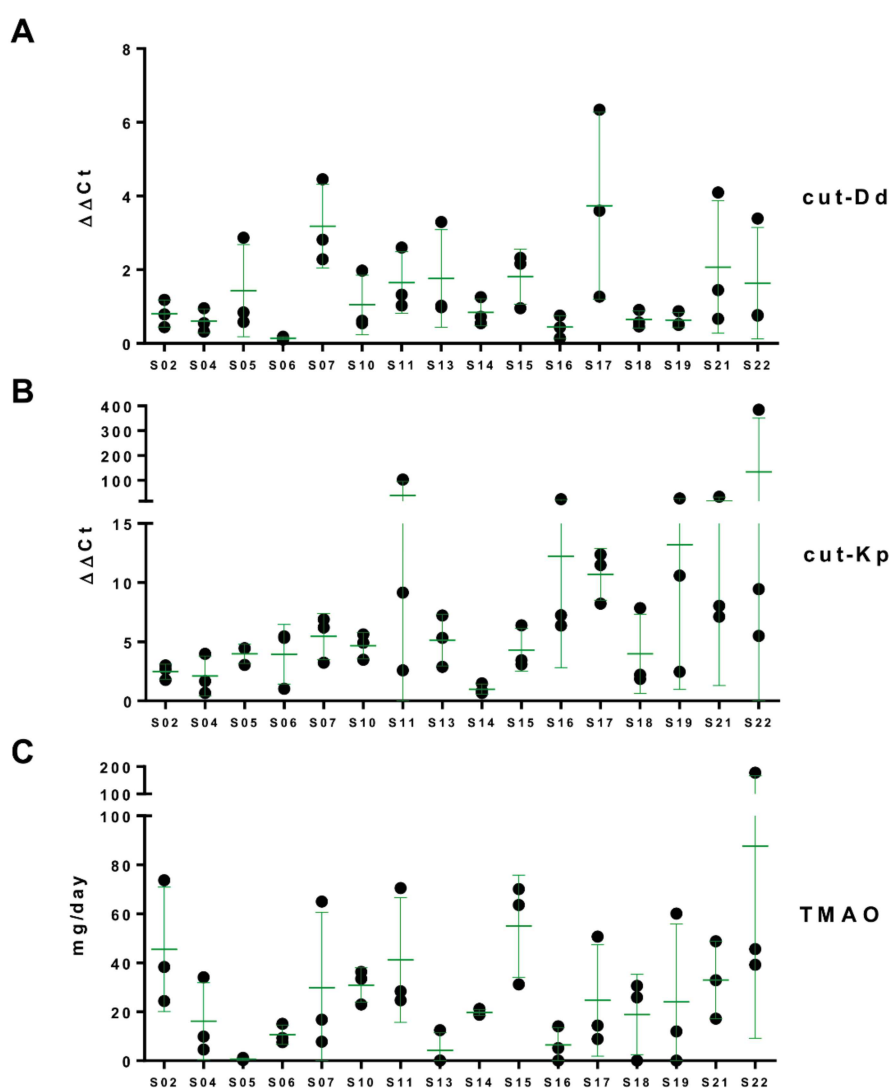 A
8
6
4
2
0
ΔΔCt
cut-Dd
S02 S04 S05 S06 S07 S10 S11 S13 S14 S15 S16 S17 S18 S19 S21 S22
B
400
300
200
100
15
10
5
0
ΔΔCt
cut-Kp
S02 S04 S05 S06 S07 S10 S11 S13 S14 S15 S16 S17 S18 S19 S21 S22
C
200
100
100
80
60
40
20
0
mg/day
TMAO
S02 S04 S05 S06 S07 S10 S11 S13 S14 S15 S16 S17 S18 S19 S21 S22